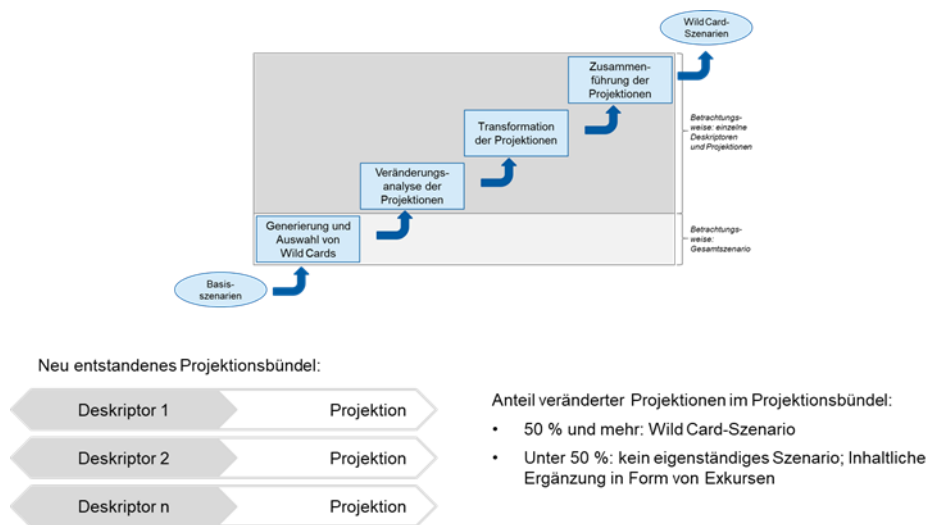 Wild Card-
Szenarien
Zusammen-
führung der
Projektionen
Betrachtungs-
weise: einzelne
Deskriptoren
und Projektionen
Transformation
der Projektionen
Veränderungs-
analyse der
Projektionen
Generierung und
Auswahl von
Wild Cards
Betrachtungs-
weise:
Gesamtszenario
Basis-
szenarien
Neu entstandenes Projektionsbündel:
Deskriptor 1 Projektion
Deskriptor 2 Projektion
Deskriptor n Projektion
Anteil veränderter Projektionen im Projektionsbündel:
• 50 % und mehr: Wild Card-Szenario
• Unter 50 %: kein eigenständiges Szenario; Inhaltliche
Ergänzung in Form von Exkursen